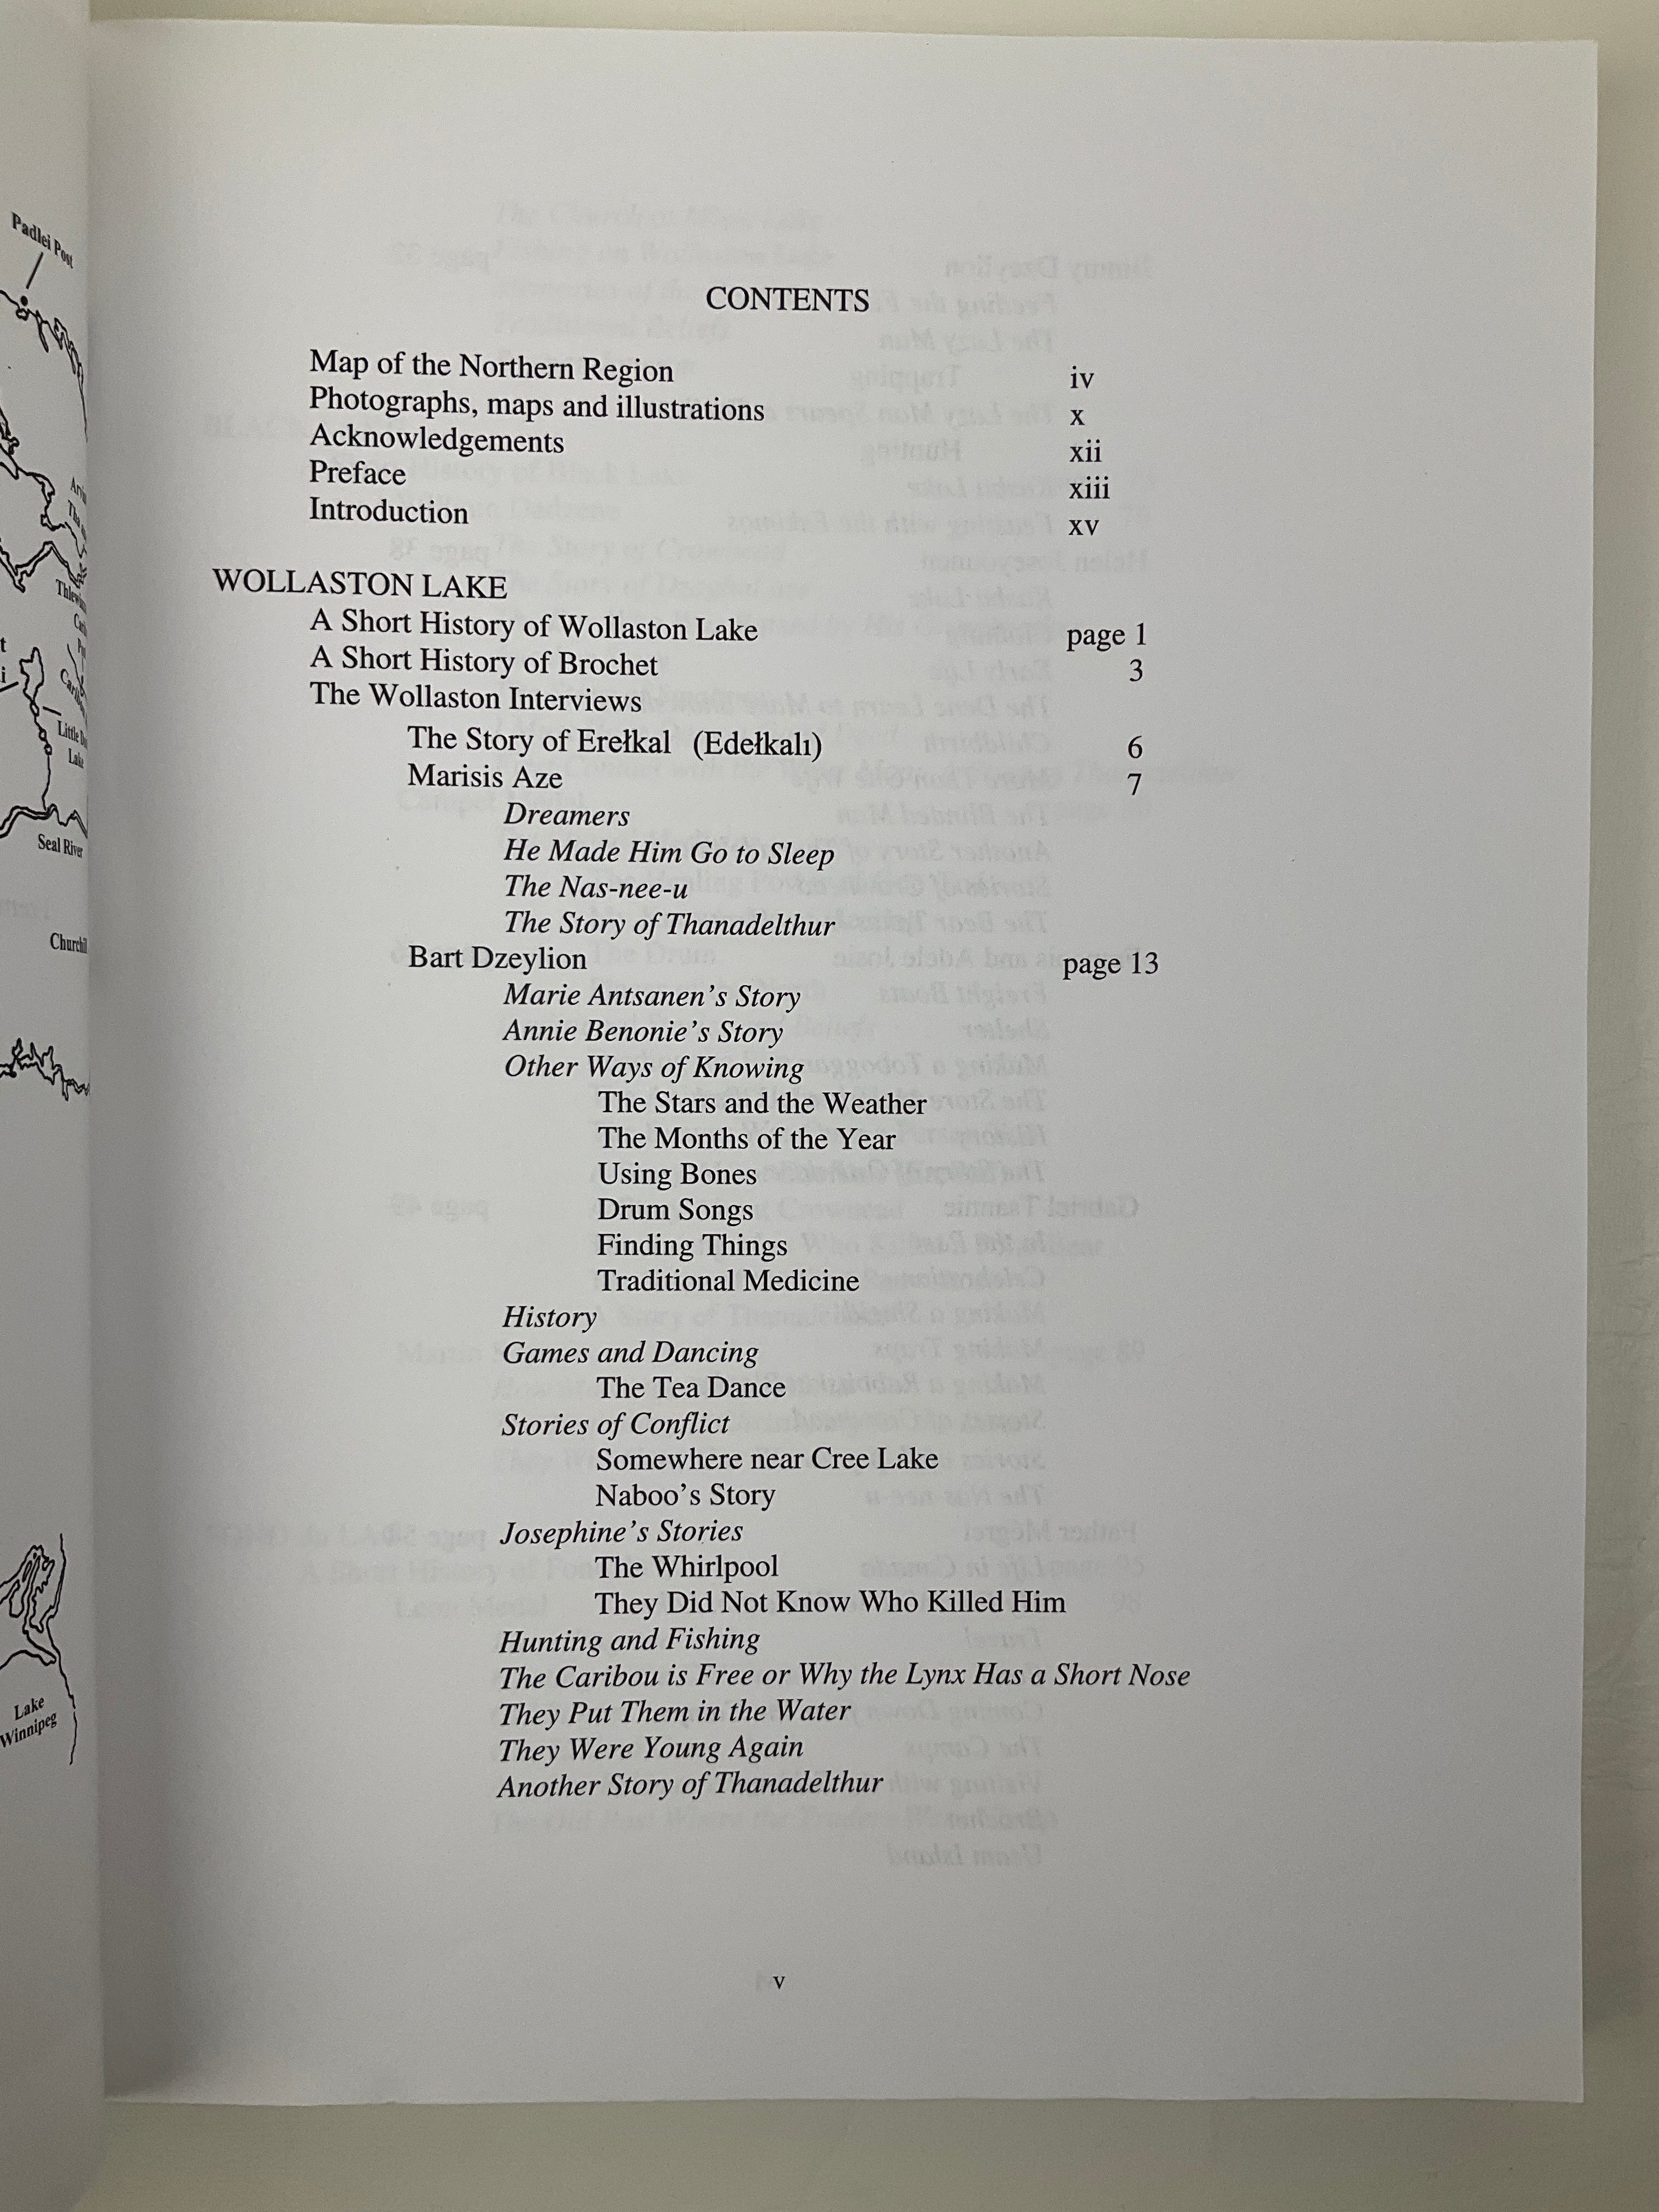 Padlei Post
Little
Lake
Seal River
Lake
Winnipeg
CONTENTS
Map of the Northern Region iv
Photographs, maps and illustrations x
Acknowledgements xii
Preface xiii
Introduction xv
WOLLASTON LAKE
A Short History of Wollaston Lake page 1
A Short History of Brochet 3
The Wollaston Interviews
The Story of Erełkal (Edełkalı) 6
Marisis Aze 7
Dreamers
He Made Him Go to Sleep
The Nas-nee-u
The Story of Thanadelthur
Bart Dzeylion page 13
Marie Antsanen's Story
Annie Benonie's Story
Other Ways of Knowing
The Stars and the Weather
The Months of the Year
Using Bones
Drum Songs
Finding Things
Traditional Medicine
History
Games and Dancing
The Tea Dance
Stories of Conflict
Somewhere near Cree Lake
Naboo's Story
Josephine's Stories
The Whirlpool
They Did Not Know Who Killed Him
Hunting and Fishing
The Caribou is Free or Why the Lynx Has a Short Nose
They Put Them in the Water
They Were Young Again
Another Story of Thanadelthur
v